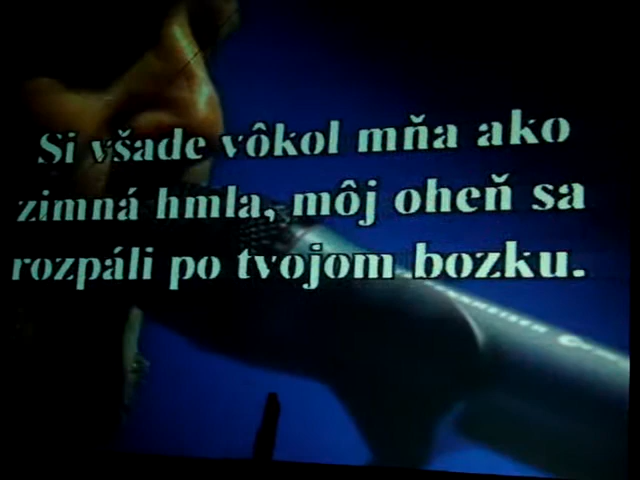 Si všade vôkol mňa ako
zimná hmla, môj oheň sa
rozpáli po tvojom bozku.